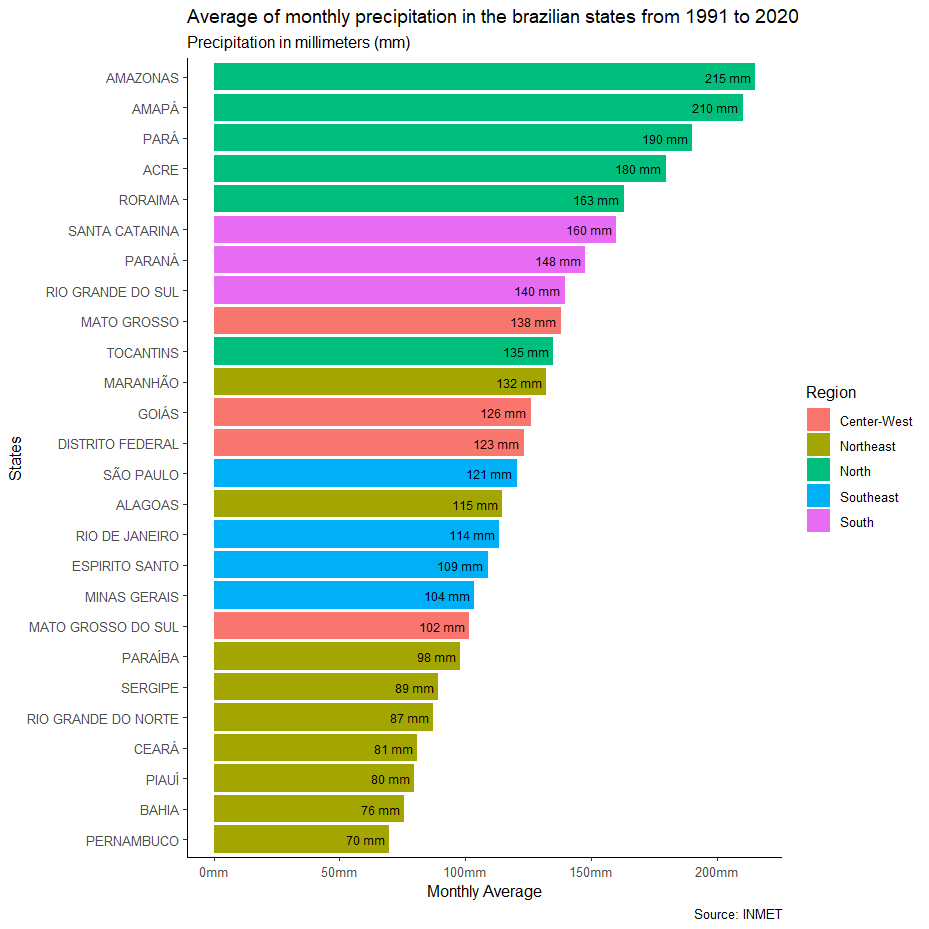 Average of monthly precipitation in the brazilian states from 1991 to 2020
Precipitation in millimeters (mm)
AMAZONAS 215 mm
AMAPÁ 210 mm
PARÁ 190 mm
ACRE 180 mm
RORAIMA 163 mm
SANTA CATARINA 160 mm
PARANÁ 148 mm
RIO GRANDE DO SUL 140 mm
MATO GROSSO 138 mm
TOCANTINS 135 mm
MARANHÃO 132 mm
GOIÁS 126 mm
DISTRITO FEDERAL 123 mm
SÃO PAULO 121 mm
ALAGOAS 115 mm
RIO DE JANEIRO 114 mm
ESPIRITO SANTO 109 mm
MINAS GERAIS 104 mm
MATO GROSSO DO SUL 102 mm
PARAÍBA 98 mm
SERGIPE 89 mm
RIO GRANDE DO NORTE 87 mm
CEARÁ 81 mm
PIAUÍ 80 mm
BAHIA 76 mm
PERNAMBUCO 70 mm
States
0mm 50mm 100mm 150mm 200mm
Monthly Average
Region
Center-West
Northeast
North
Southeast
South
Source: INMET